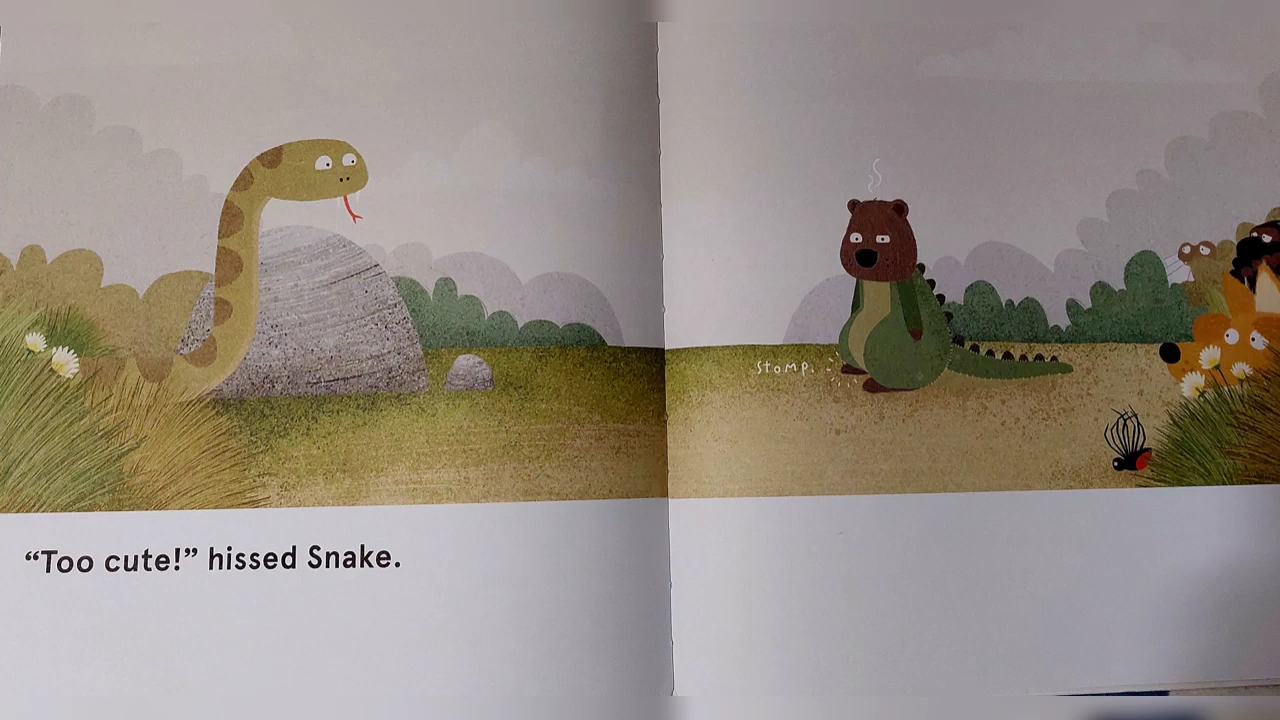 stomp.
“Too cute!” hissed Snake.